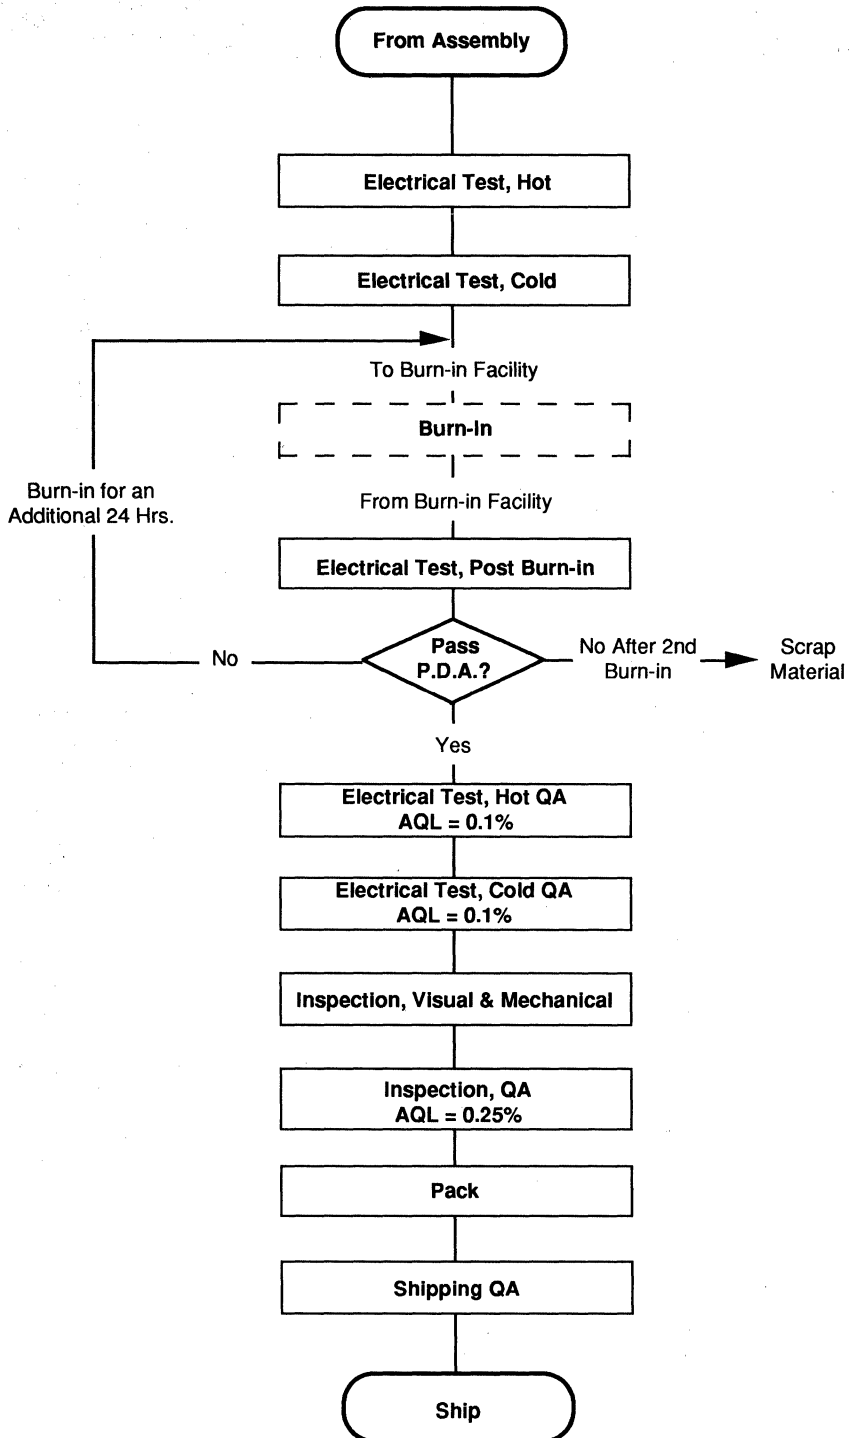 From Assembly
Electrical Test, Hot
Electrical Test, Cold
To Burn-in Facility
Burn-In
Burn-in for an
Additional 24 Hrs.
From Burn-in Facility
Electrical Test, Post Burn-in
Pass
P.D.A.?
No
No After 2nd
Burn-in
Scrap
Material
Yes
Electrical Test, Hot QA
AQL = 0.1%
Electrical Test, Cold QA
AQL = 0.1%
Inspection, Visual & Mechanical
Inspection, QA
AQL = 0.25%
Pack
Shipping QA
Ship